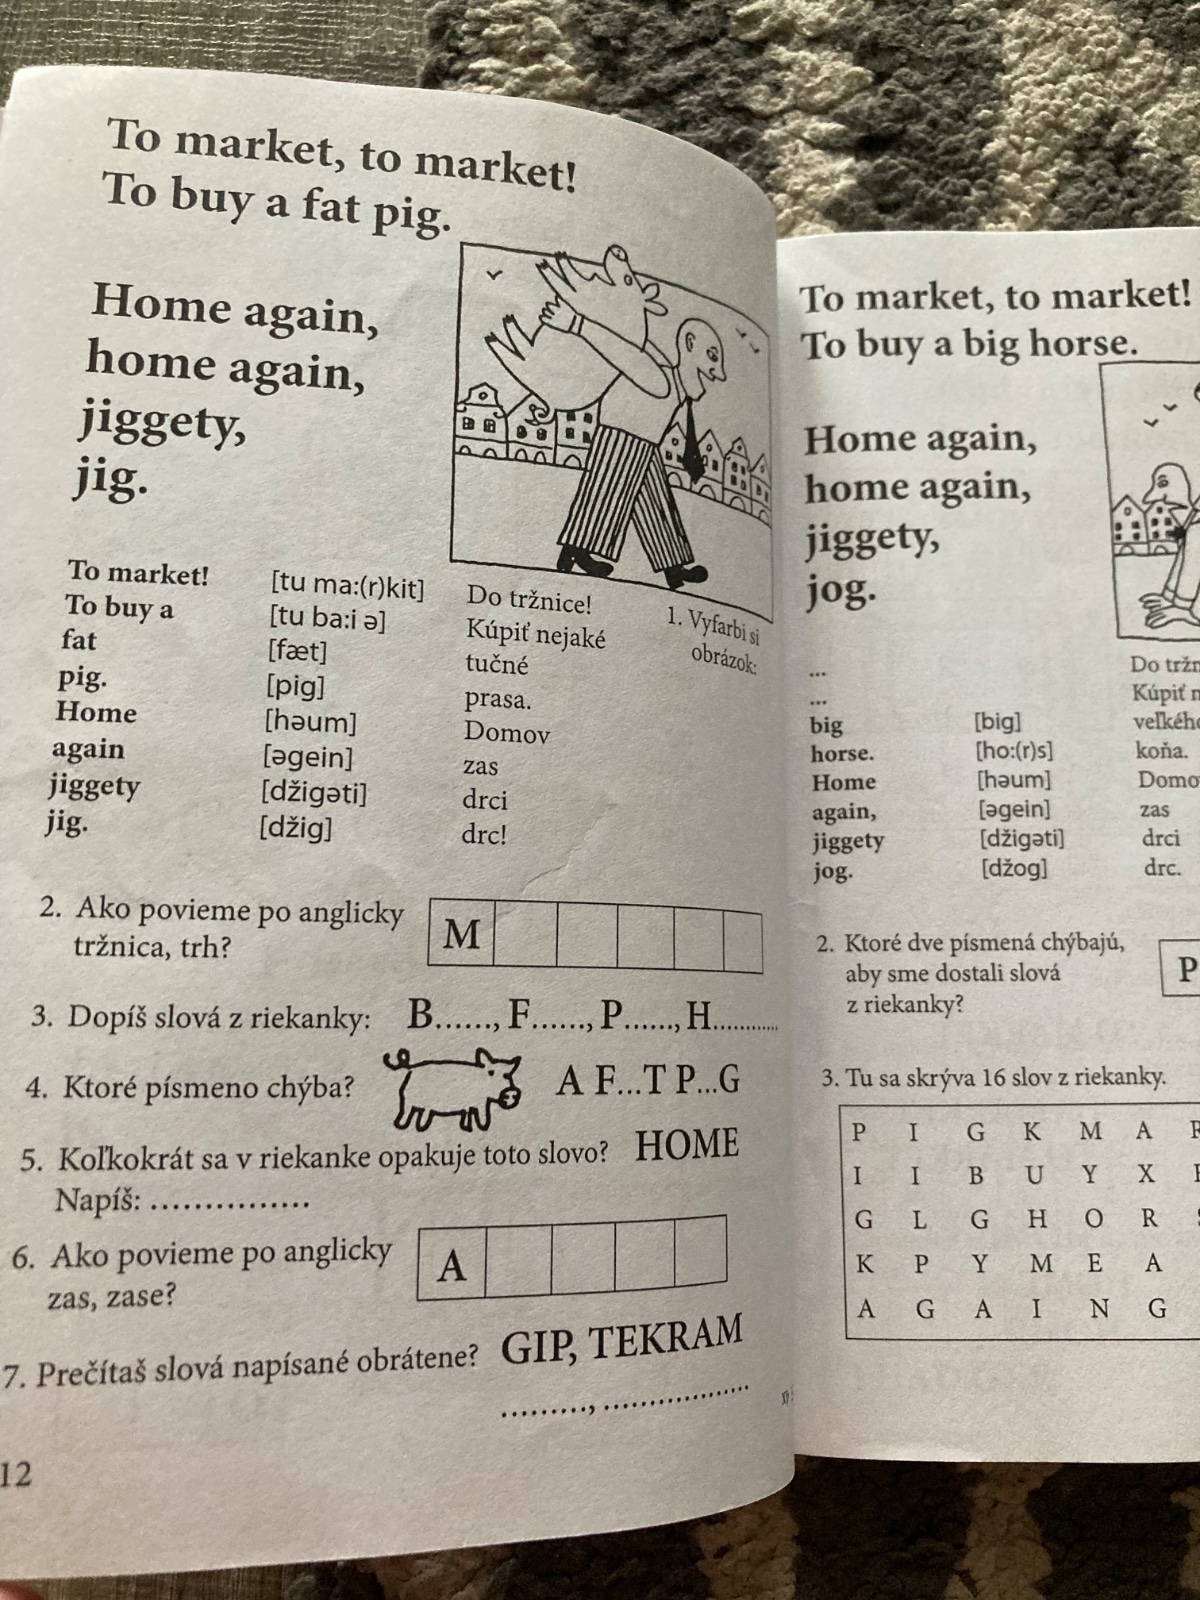 To market, to market!
To buy a fat pig.
Home again,
home again,
jiggety,
jig.
To market! [tu ma:(r)kit] Do tržnice!
To buy a [tu ba:i ə] Kúpiť nejaké
fat [fæt] tučné
pig. [pig] prasa.
Home [həum] Domov
again [əgein] zas
jiggety [džigəti] drci
jig. [džig] drc!
1. Vyfarbi si
obrázok:
2. Ako povieme po anglicky
tržnica, trh?
M
3. Dopíš slová z riekanky: B......, F......, P......, H............
4. Ktoré písmeno chýba? A F...T P...G
5. Koľkokrát sa v riekanke opakuje toto slovo? HOME
Napíš: ...............
6. Ako povieme po anglicky
zas, zase?
A
7. Prečítaš slová napísané obrátene? GIP, TEKRAM
........., ..................
12
To market, to market!
To buy a big horse.
Home again,
home again,
jiggety,
jog.
... Do trž
... Kúpiť
big [big] veľkéh
horse. [ho:(r)s] koňa.
Home [həum] Domo
again, [əgein] zas
jiggety [džigəti] drci
jog. [džog] drc.
2. Ktoré dve písmená chýbajú,
aby sme dostali slová
z riekanky?
P
3. Tu sa skrýva 16 slov z riekanky.
P I G K M A
I I B U Y X
G L G H O R
K P Y M E A
A G A I N G